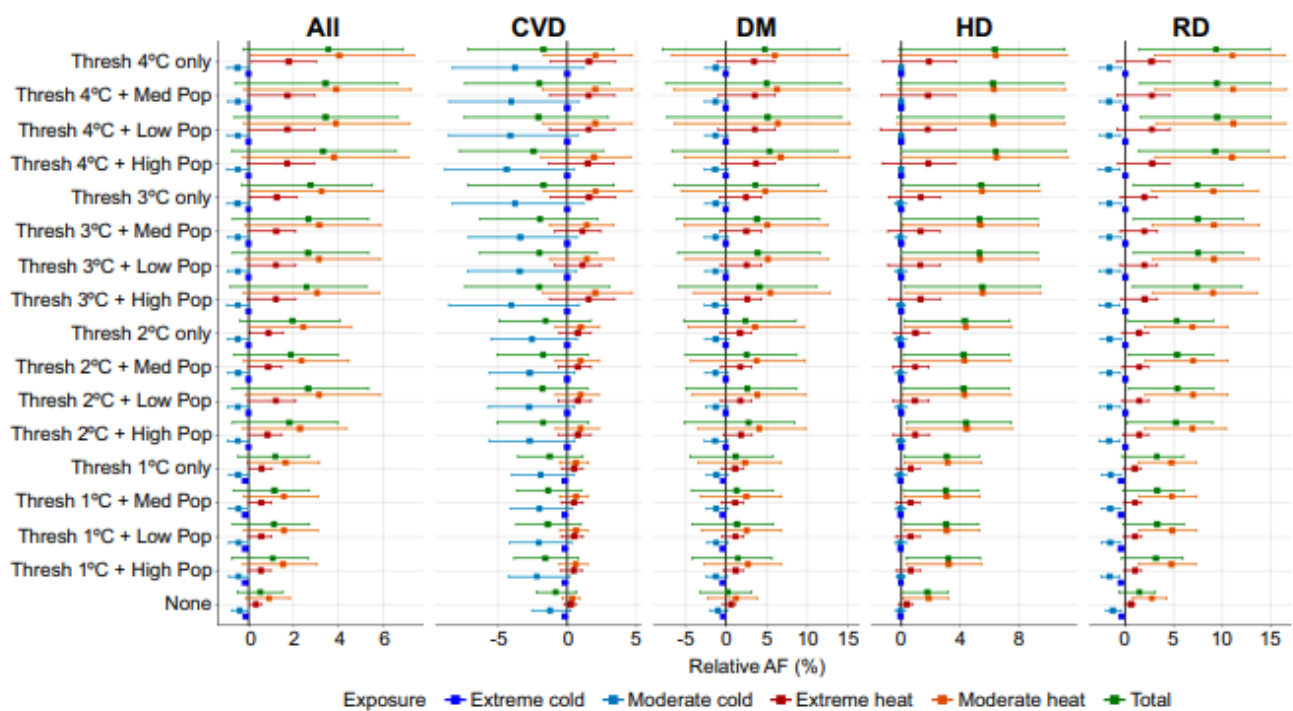 All CVD DM HD RD
Thresh 4ºC only
Thresh 4ºC + Med Pop
Thresh 4ºC + Low Pop
Thresh 4ºC + High Pop
Thresh 3ºC only
Thresh 3ºC + Med Pop
Thresh 3ºC + Low Pop
Thresh 3ºC + High Pop
Thresh 2ºC only
Thresh 2ºC + Med Pop
Thresh 2ºC + Low Pop
Thresh 2ºC + High Pop
Thresh 1ºC only
Thresh 1ºC + Med Pop
Thresh 1ºC + Low Pop
Thresh 1ºC + High Pop
None
0 2 4 6 -5 0 5 -5 0 5 10 15 0 4 8 0 5 10 15
Relative AF (%)
Exposure Extreme cold Moderate cold Extreme heat Moderate heat Total